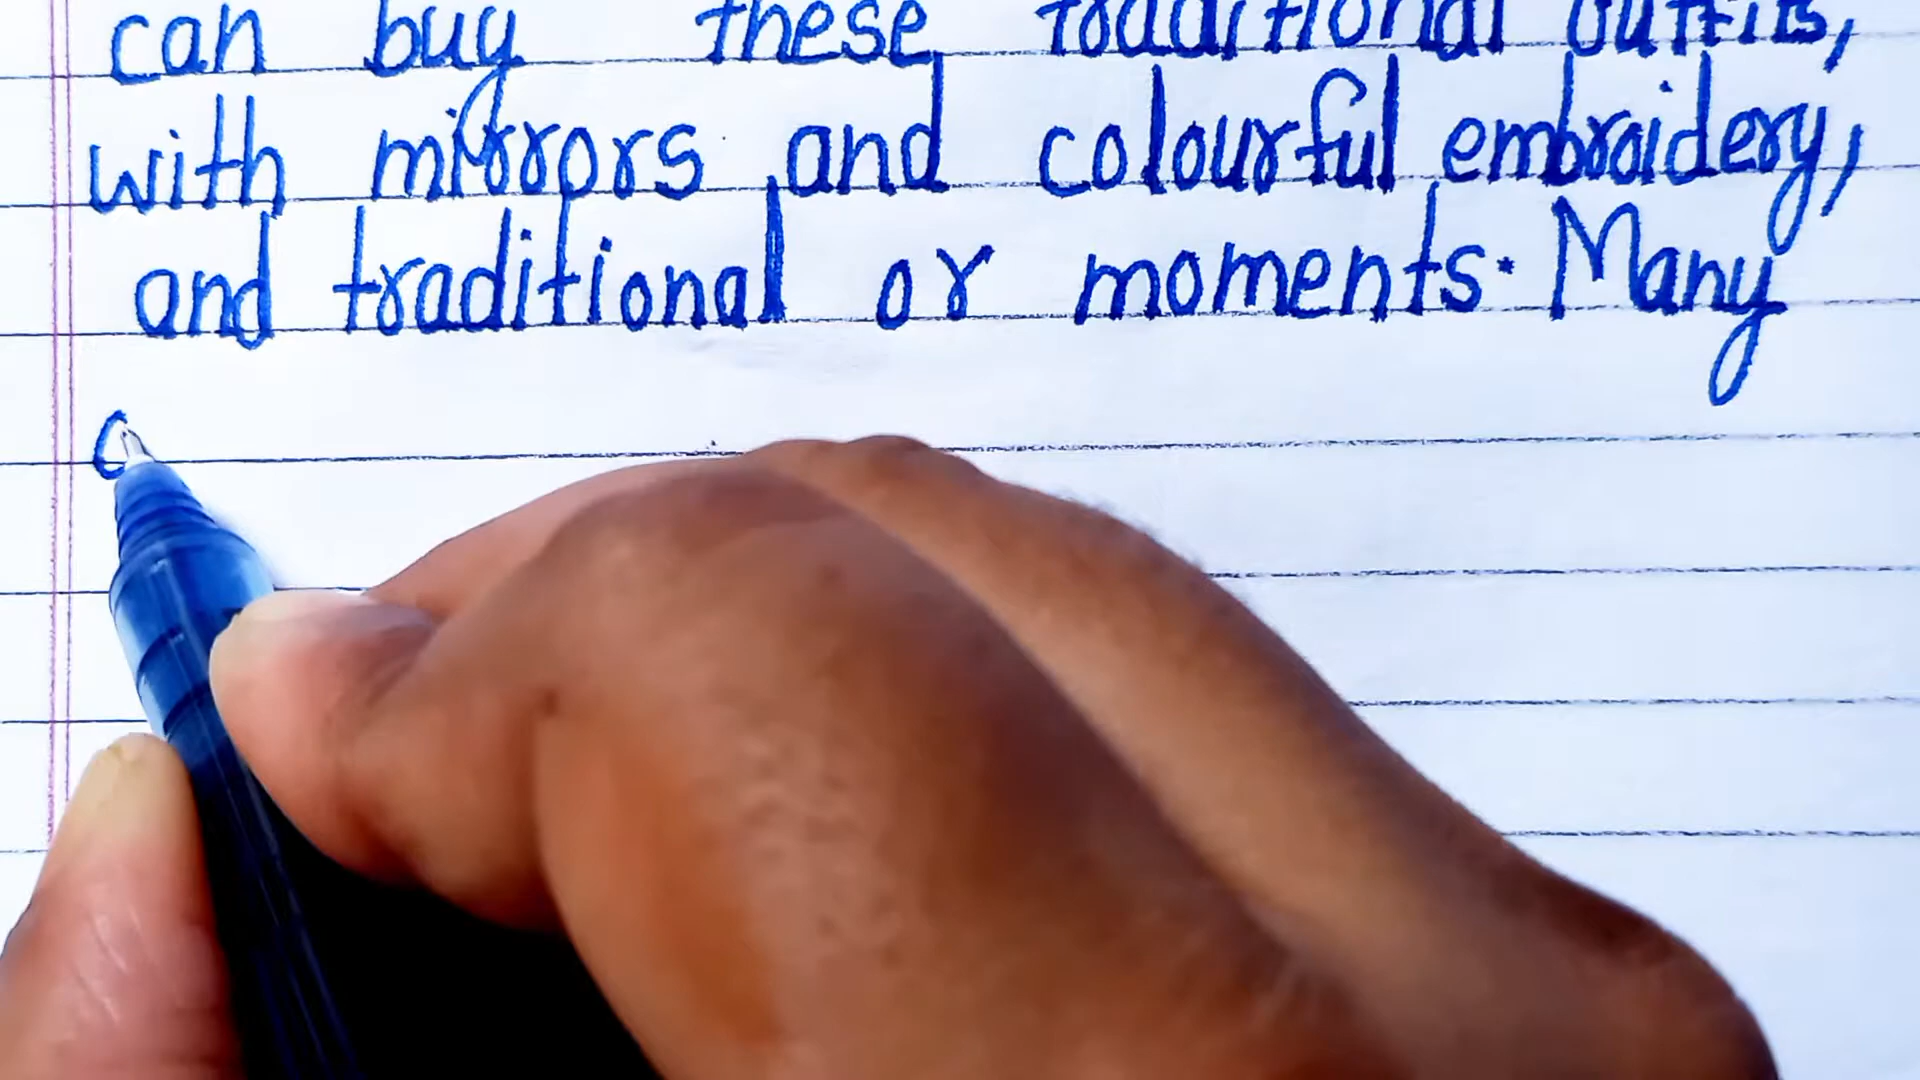 can buy these traditional outfits,
with mirrors and colourful embroidery,
and traditional or moments. Many